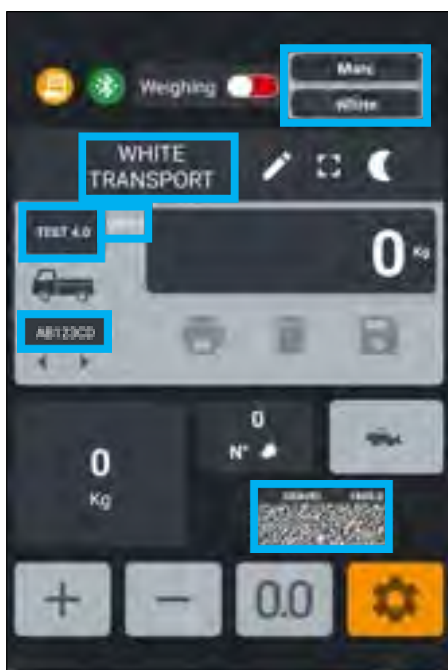 Weighing
Marc
White
WHITE
TRANSPORT
TEST 4.0
0 Kg
AB123CD
0
Kg
0
N°
+
−
0.0